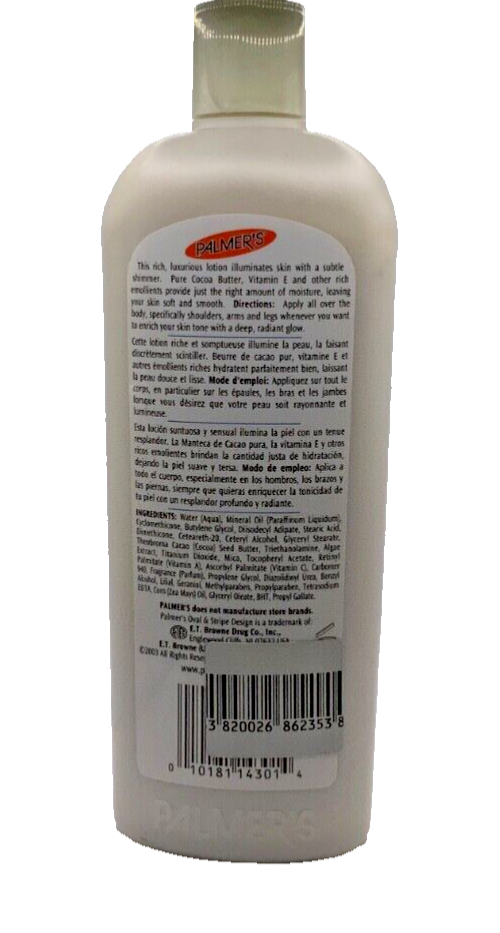 PALMER'S
This rich, luxurious lotion illuminates skin with a subtle
shimmer. Pure Cocoa Butter, Vitamin E and other rich
emollients provide just the right amount of moisture, leaving
your skin soft and smooth. Directions: Apply all over the
body, specifically shoulders, arms and legs whenever you want
to enrich your skin tone with a deep, radiant glow.
Cette lotion riche et somptueuse illumine la peau, la faisant
discrètement scintiller. Beurre de cacao pur, vitamine E et
autres émollients riches hydratent parfaitement bien, laissant
la peau douce et lisse. Mode d'emploi: Appliquez sur tout le
corps, en particulier sur les épaules, les bras et les jambes
lorsque vous désirez que votre peau soit rayonnante et
lumineuse.
Esta loción suntuosa y sensual ilumina la piel con un tenue
resplandor. La Manteca de Cacao pura, la vitamina E y otros
ricos emolientes brindan la cantidad justa de hidratación,
dejando la piel suave y tersa. Modo de empleo: Aplica a
todo el cuerpo, especialmente en los hombros, los brazos y
las piernas, siempre que quieras enriquecer la tonicidad de
tu piel con un resplandor profundo y radiante.
INGREDIENTS: Water (Aqua), Mineral Oil (Paraffinum Liquidum),
Cyclomethicone, Butylene Glycol, Diisodecyl Adipate, Stearic Acid,
Dimethicone, Ceteareth-20, Cetearyl Alcohol, Glyceryl Stearate,
Theobroma Cacao (Cocoa) Seed Butter, Triethanolamine, Algae
Extract, Titanium Dioxide, Mica, Tocopheryl Acetate, Retinyl
Palmitate (Vitamin A), Ascorbyl Palmitate (Vitamin C), Carbomer
940, Fragrance (Parfum), Propylene Glycol, Diazolidinyl Urea, Benzyl
Alcohol, Lilial, Geranial, Methylparaben, Propylparaben, Tetrasodium
EDTA, Corn (Zea Mays) Oil, Glyceryl Oleate, BHT, Propyl Gallate.
PALMER'S does not manufacture store brands.
Palmer's Oval & Stripe Design is a trademark of:
E.T. Browne Drug Co., Inc.,
Englewood Cliffs, NJ 07632 USA
E.T. Browne (U
©2003 All Rights Rese
www.p
3 820026 862353 8
0 10181 14301 4
PALMER'S